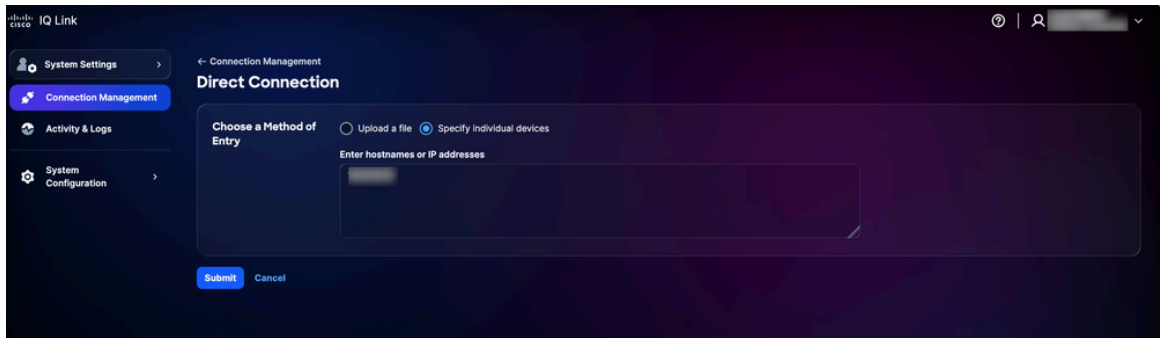 cisco IQ Link
System Settings
← Connection Management
Direct Connection
Connection Management
Activity & Logs
System
Configuration
Choose a Method of
Entry
Upload a file
Specify individual devices
Enter hostnames or IP addresses
Submit
Cancel